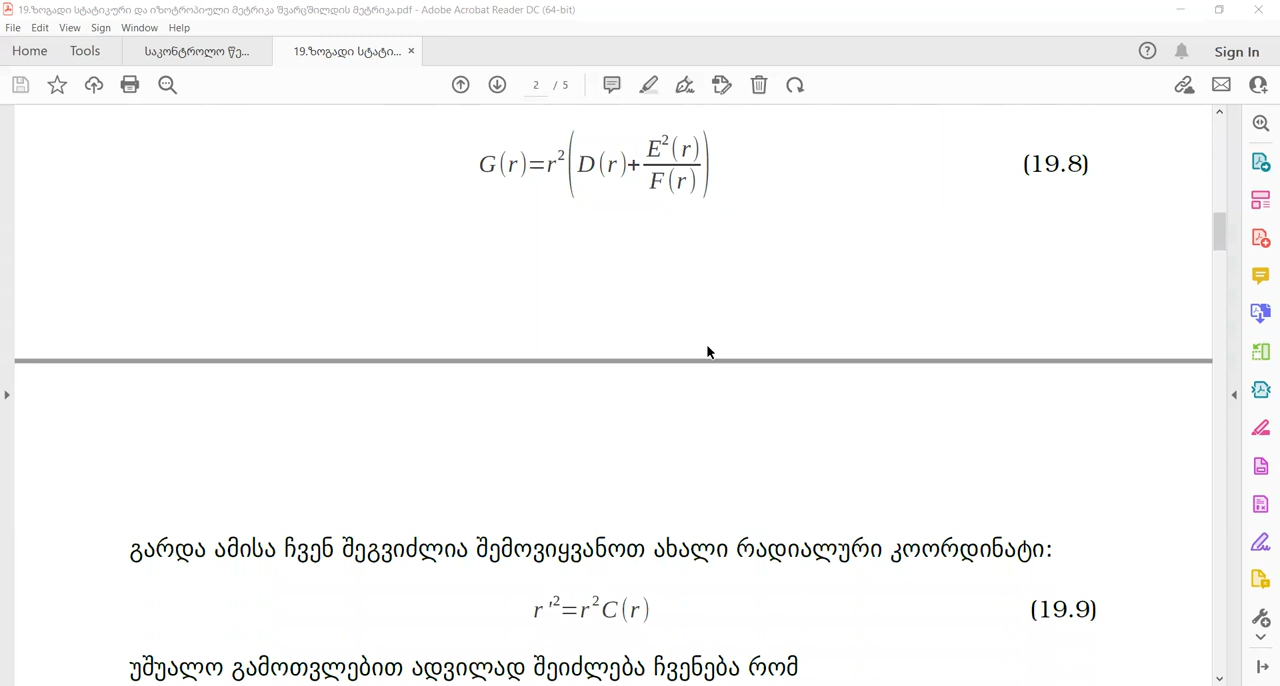 19.ზოგადი სტატიკური და იზოტროპიული მეტრიკა შვარცშილდის მეტრიკა.pdf - Adobe Acrobat Reader DC (64-bit)
File Edit View Sign Window Help
Home Tools საკონტროლო წე... 19.ზოგადი სტატი... × Sign In
2 / 5
G(r)=r²(D(r)+E²(r)/F(r)) (19.8)
გარდა ამისა ჩვენ შეგვიძლია შემოვიყვანოთ ახალი რადიალური კოორდინატი:
r'²=r²C(r) (19.9)
უშუალო გამოთვლებით ადვილად შეიძლება ჩვენება რომ